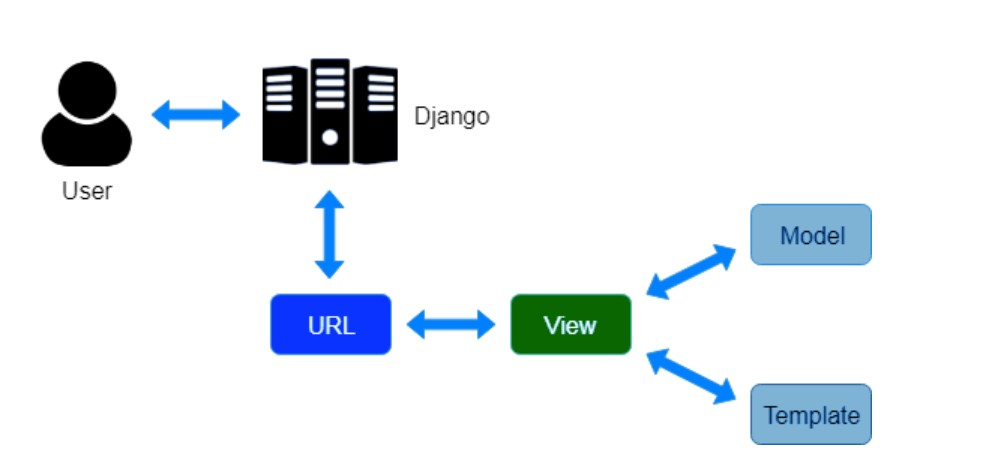 Django
User
Model
URL
View
Template